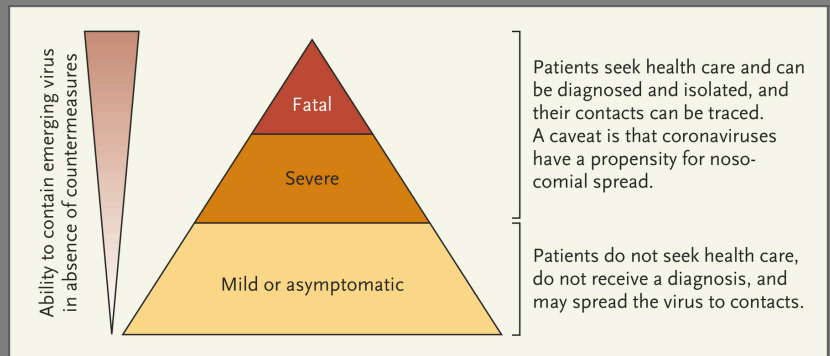 Ability to contain emerging virus
in absence of countermeasures
Fatal
Severe
Mild or asymptomatic
Patients seek health care and can
be diagnosed and isolated, and
their contacts can be traced.
A caveat is that coronaviruses
have a propensity for noso-
comial spread.
Patients do not seek health care,
do not receive a diagnosis, and
may spread the virus to contacts.